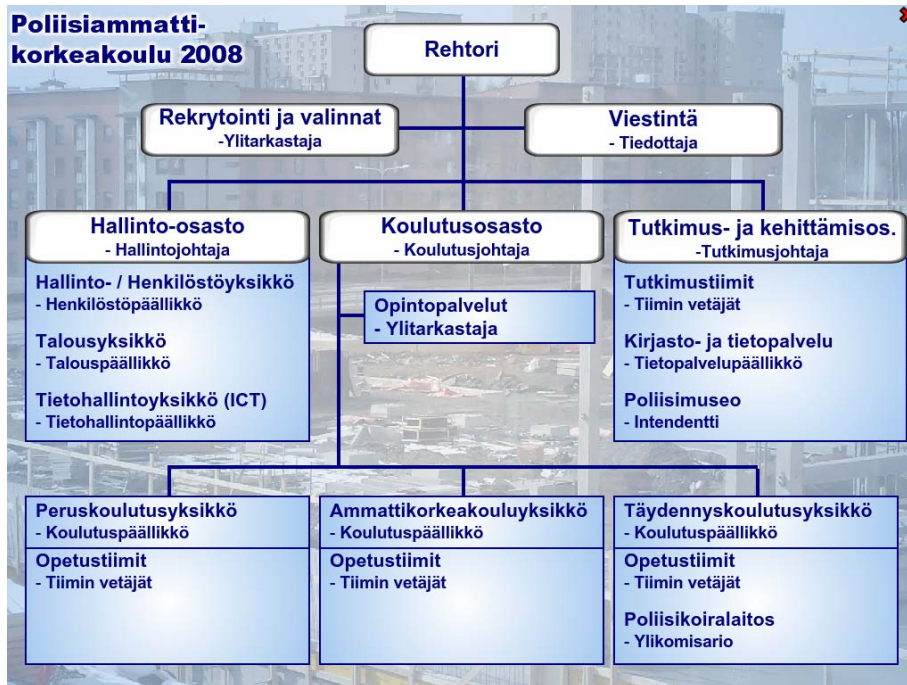 Poliisiammatti-
korkeakoulu 2008
Rehtori
Rekrytointi ja valinnat
-Ylitarkastaja
Viestintä
- Tiedottaja
Hallinto-osasto
- Hallintojohtaja
Hallinto- / Henkilöstöyksikkö
- Henkilöstöpäällikkö
Talousyksikkö
- Talouspäällikkö
Tietohallintoyksikkö (ICT)
- Tietohallintopäällikkö
Koulutusosasto
- Koulutusjohtaja
Opintopalvelut
- Ylitarkastaja
Tutkimus- ja kehittämisos.
-Tutkimusjohtaja
Tutkimustiimit
- Tiimin vetäjät
Kirjasto- ja tietopalvelu
- Tietopalvelupäällikkö
Poliisimuseo
- Intendentti
Peruskoulutusyksikkö
- Koulutuspäällikkö
Opetustiimit
- Tiimin vetäjät
Ammattikorkeakouluyksikkö
- Koulutuspäällikkö
Opetustiimit
- Tiimin vetäjät
Täydennyskoulutusyksikkö
- Koulutuspäällikkö
Opetustiimit
- Tiimin vetäjät
Poliisikoiralaitos
- Ylikomisario